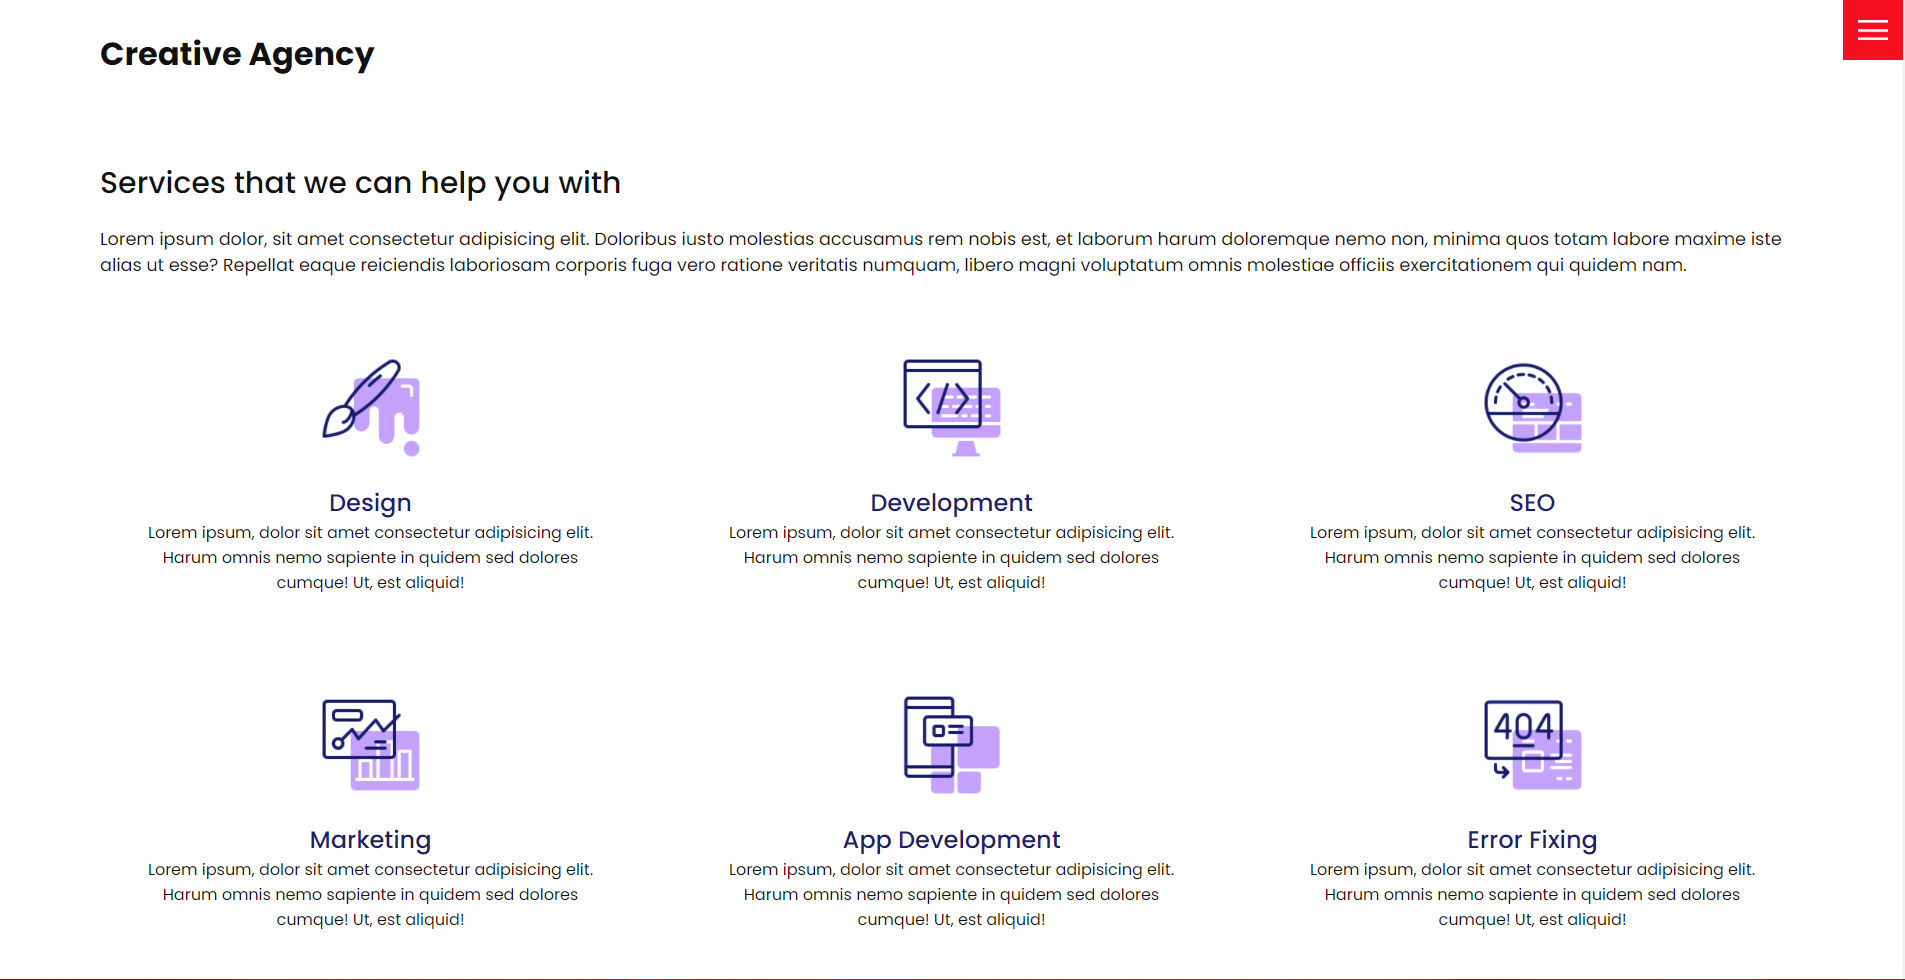 Creative Agency
Services that we can help you with
Lorem ipsum dolor, sit amet consectetur adipisicing elit. Doloribus iusto molestias accusamus rem nobis est, et laborum harum doloremque nemo non, minima quos totam labore maxime iste
alias ut esse? Repellat eaque reiciendis laboriosam corporis fuga vero ratione veritatis numquam, libero magni voluptatum omnis molestiae officiis exercitationem qui quidem nam.
Design
Lorem ipsum, dolor sit amet consectetur adipisicing elit.
Harum omnis nemo sapiente in quidem sed dolores
cumque! Ut, est aliquid!
Development
Lorem ipsum, dolor sit amet consectetur adipisicing elit.
Harum omnis nemo sapiente in quidem sed dolores
cumque! Ut, est aliquid!
SEO
Lorem ipsum, dolor sit amet consectetur adipisicing elit.
Harum omnis nemo sapiente in quidem sed dolores
cumque! Ut, est aliquid!
Marketing
Lorem ipsum, dolor sit amet consectetur adipisicing elit.
Harum omnis nemo sapiente in quidem sed dolores
cumque! Ut, est aliquid!
App Development
Lorem ipsum, dolor sit amet consectetur adipisicing elit.
Harum omnis nemo sapiente in quidem sed dolores
cumque! Ut, est aliquid!
404
Error Fixing
Lorem ipsum, dolor sit amet consectetur adipisicing elit.
Harum omnis nemo sapiente in quidem sed dolores
cumque! Ut, est aliquid!